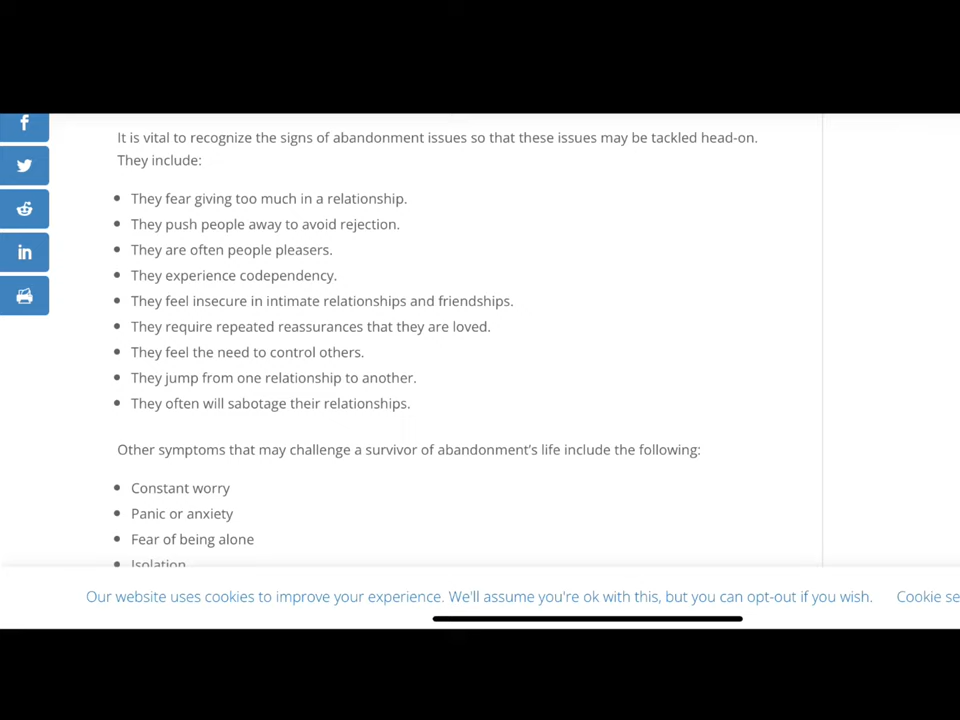 It is vital to recognize the signs of abandonment issues so that these issues may be tackled head-on.
They include:
They fear giving too much in a relationship.
They push people away to avoid rejection.
They are often people pleasers.
They experience codependency.
They feel insecure in intimate relationships and friendships.
They require repeated reassurances that they are loved.
They feel the need to control others.
They jump from one relationship to another.
They often will sabotage their relationships.
Other symptoms that may challenge a survivor of abandonment’s life include the following:
Constant worry
Panic or anxiety
Fear of being alone
Isolation
Our website uses cookies to improve your experience. We'll assume you're ok with this, but you can opt-out if you wish. Cookie se